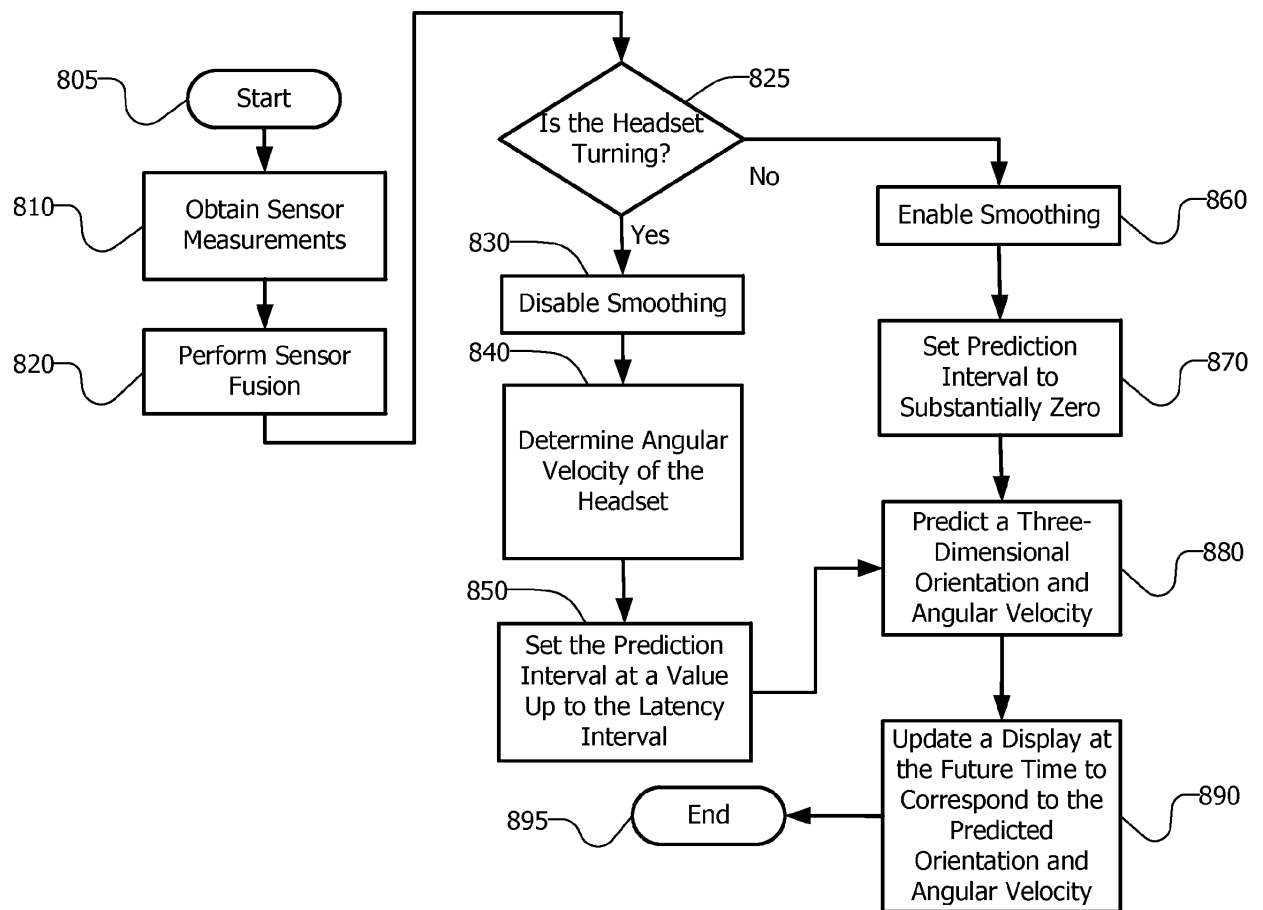 805
Start
810
Obtain Sensor
Measurements
820
Perform Sensor
Fusion
825
Is the Headset
Turning?
No
Yes
830
Disable Smoothing
840
Determine Angular
Velocity of the
Headset
850
Set the Prediction
Interval at a Value
Up to the Latency
Interval
860
Enable Smoothing
870
Set Prediction
Interval to
Substantially Zero
880
Predict a Three-
Dimensional
Orientation and
Angular Velocity
890
Update a Display at
the Future Time to
Correspond to the
Predicted
Orientation and
Angular Velocity
895
End